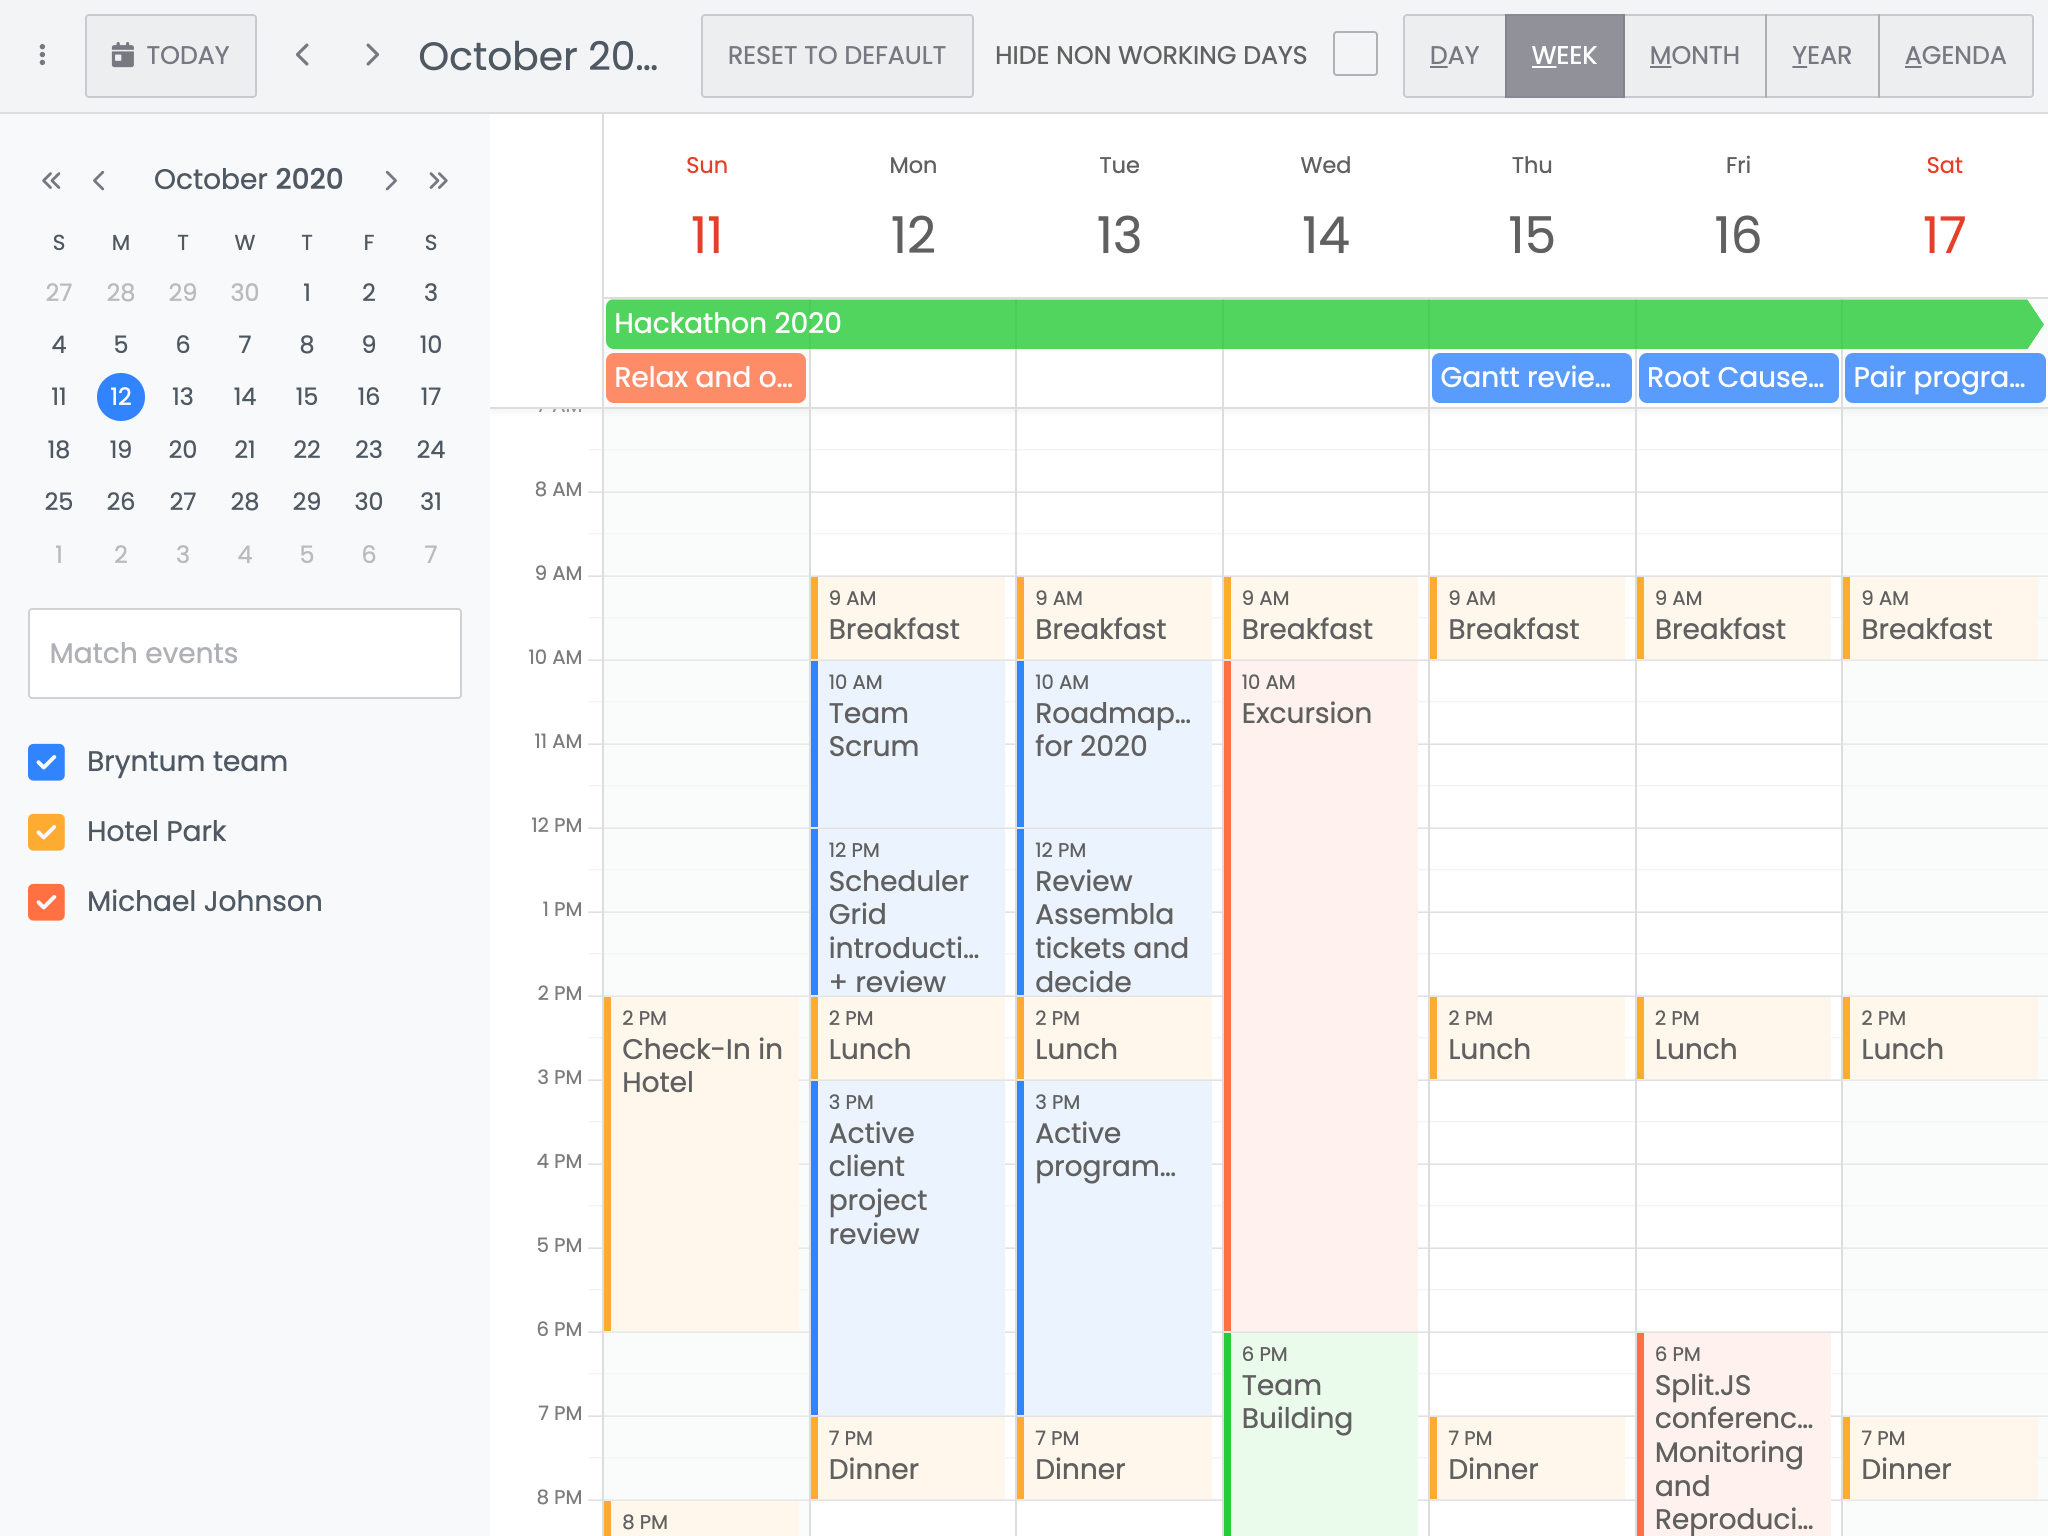 TODAY
October 20...
RESET TO DEFAULT
HIDE NON WORKING DAYS
DAY
WEEK
MONTH
YEAR
AGENDA
October 2020
S M T W T F S
27 28 29 30 1 2 3
4 5 6 7 8 9 10
11 12 13 14 15 16 17
18 19 20 21 22 23 24
25 26 27 28 29 30 31
1 2 3 4 5 6 7
Match events
Bryntum team
Hotel Park
Michael Johnson
Sun Mon Tue Wed Thu Fri Sat
11 12 13 14 15 16 17
Hackathon 2020
Relax and o...
Gantt revie...
Root Cause...
Pair progra...
7 AM
8 AM
9 AM
10 AM
11 AM
12 PM
1 PM
2 PM
3 PM
4 PM
5 PM
6 PM
7 PM
8 PM
2 PM
Check-In in
Hotel
8 PM
9 AM
Breakfast
10 AM
Team
Scrum
12 PM
Scheduler
Grid
introducti...
+ review
2 PM
Lunch
3 PM
Active
client
project
review
7 PM
Dinner
9 AM
Breakfast
10 AM
Roadmap...
for 2020
12 PM
Review
Assembla
tickets and
decide
2 PM
Lunch
3 PM
Active
program...
7 PM
Dinner
9 AM
Breakfast
10 AM
Excursion
6 PM
Team
Building
9 AM
Breakfast
2 PM
Lunch
7 PM
Dinner
9 AM
Breakfast
2 PM
Lunch
6 PM
Split.JS
conferenc...
Monitoring
and
Reproduci...
9 AM
Breakfast
2 PM
Lunch
7 PM
Dinner